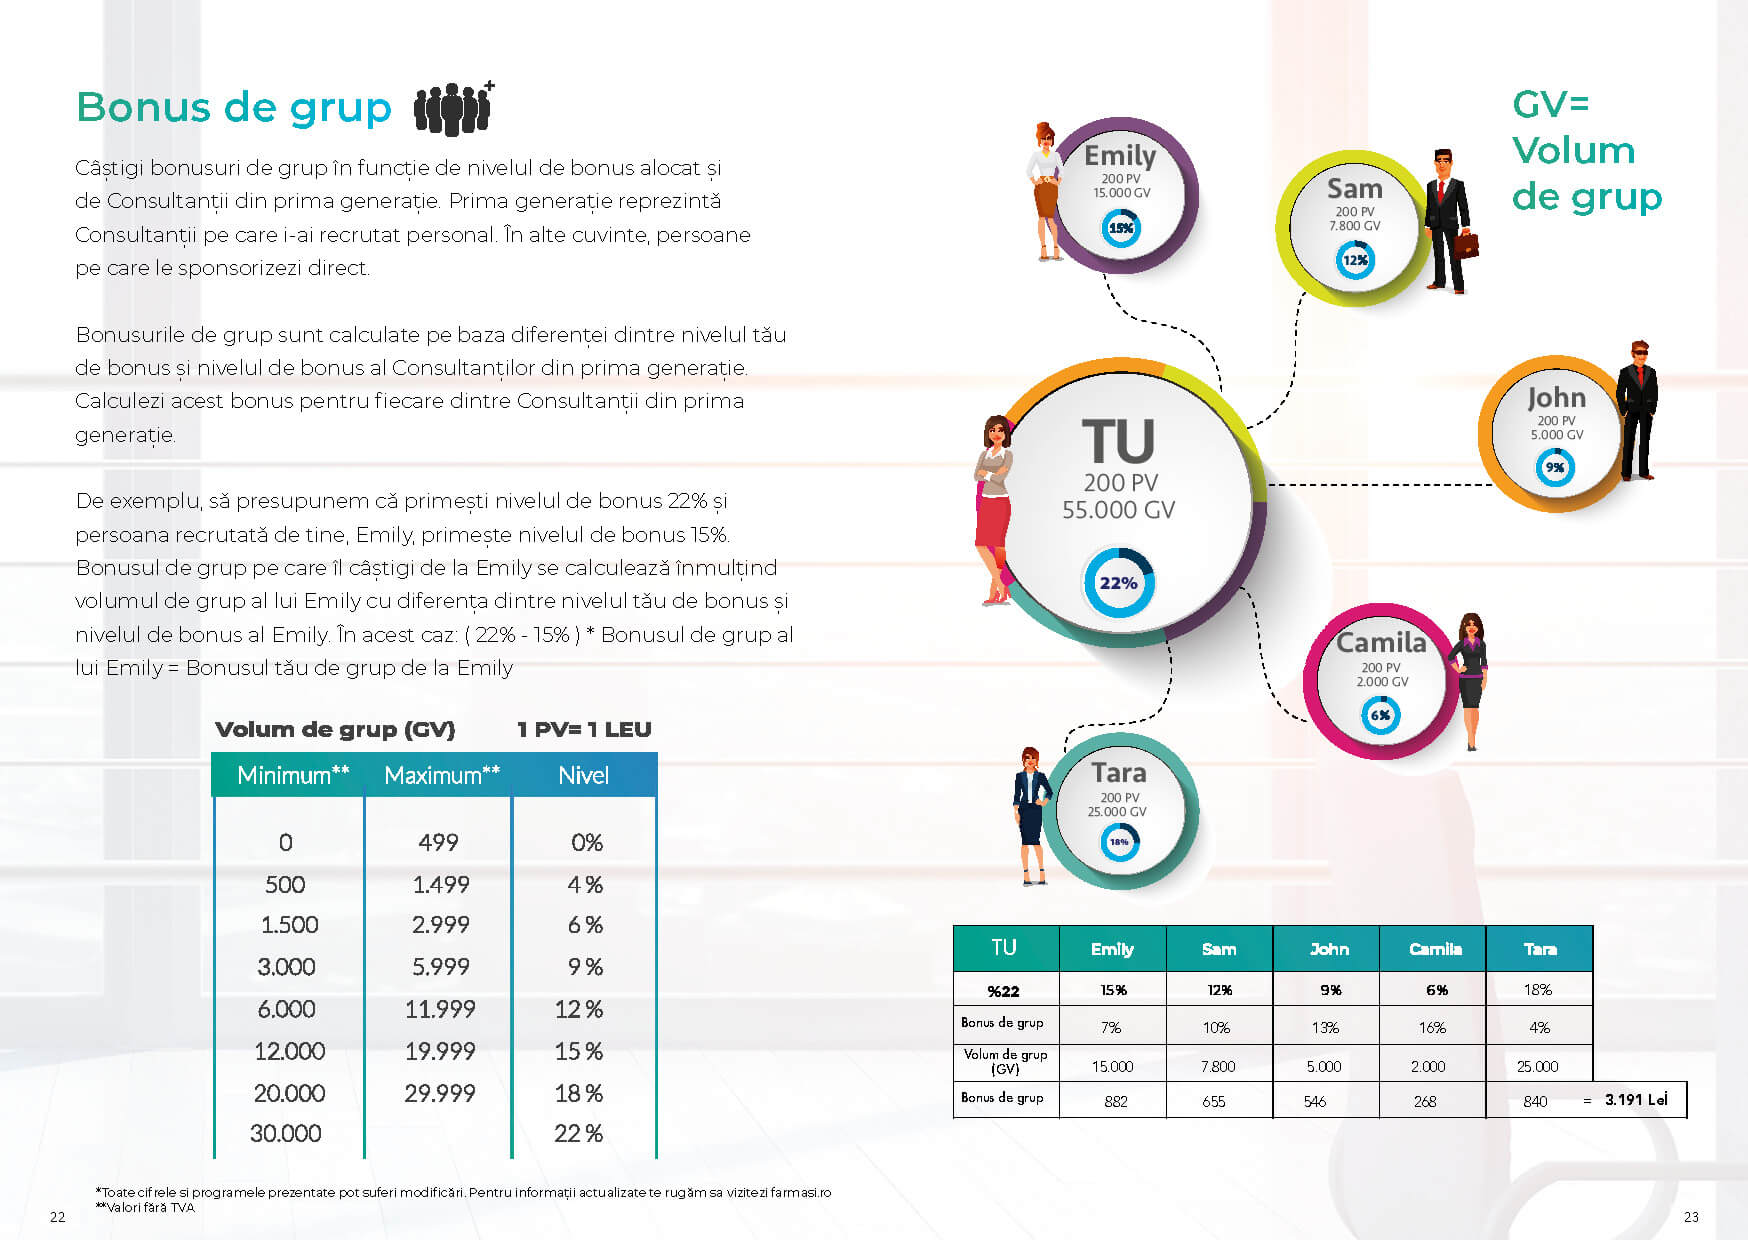 Bonus de grup
Câștigi bonusuri de grup în funcție de nivelul de bonus alocat și
de Consultanții din prima generație. Prima generație reprezintă
Consultanții pe care i-ai recrutat personal. În alte cuvinte, persoane
pe care le sponsorizezi direct.
Bonusurile de grup sunt calculate pe baza diferenței dintre nivelul tău
de bonus și nivelul de bonus al Consultanților din prima generație.
Calculezi acest bonus pentru fiecare dintre Consultanții din prima
generație.
De exemplu, să presupunem că primești nivelul de bonus 22% și
persoana recrutată de tine, Emily, primește nivelul de bonus 15%.
Bonusul de grup pe care îl câștigi de la Emily se calculează înmulțind
volumul de grup al lui Emily cu diferența dintre nivelul tău de bonus și
nivelul de bonus al Emily. În acest caz: ( 22% - 15% ) * Bonusul de grup al
lui Emily = Bonusul tău de grup de la Emily
Volum de grup (GV) 1 PV= 1 LEU
Minimum** Maximum** Nivel
0 499 0%
500 1.499 4 %
1.500 2.999 6 %
3.000 5.999 9 %
6.000 11.999 12 %
12.000 19.999 15 %
20.000 29.999 18 %
30.000 22 %
*Toate cifrele si programele prezentate pot suferi modificări. Pentru informații actualizate te rugăm sa vizitezi farmasi.ro
**Valori fără TVA
22
GV=
Volum
de grup
Emily
200 PV
15.000 GV
15%
Sam
200 PV
7.800 GV
12%
John
200 PV
5.000 GV
9%
TU
200 PV
55.000 GV
22%
Camila
200 PV
2.000 GV
6%
Tara
200 PV
25.000 GV
18%
TU Emily Sam John Camila Tara
%22 15% 12% 9% 6% 18%
Bonus de grup 7% 10% 13% 16% 4%
Volum de grup
(GV) 15.000 7.800 5.000 2.000 25.000
Bonus de grup 882 655 546 268 840 = 3.191 Lei
23